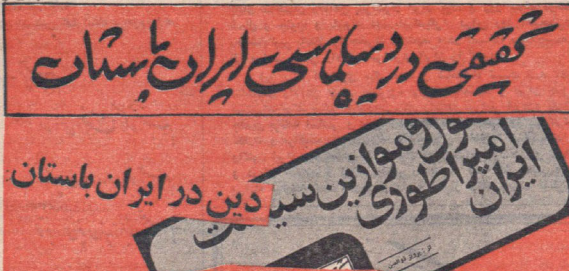 تحقیقی در دیپلماسی ایران باستان
اصول و موازین سیاست
امپراطوری
ایران
دین در ایران باستان